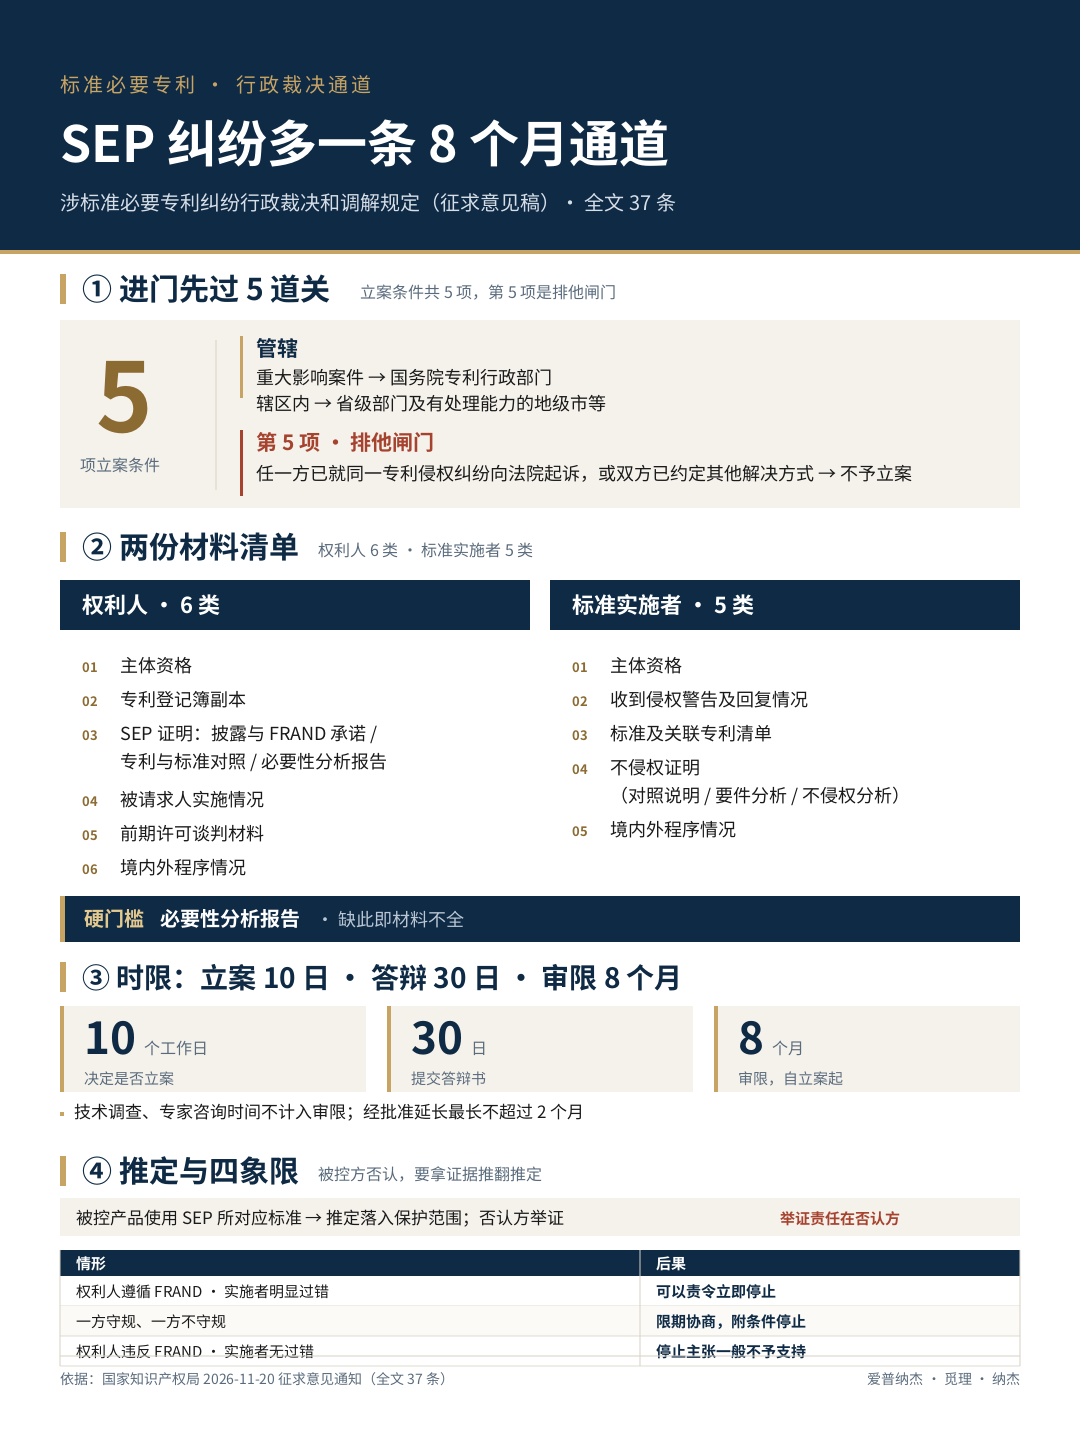 标准必要专利 · 行政裁决通道
SEP 纠纷多一条 8 个月通道
涉标准必要专利纠纷行政裁决和调解规定（征求意见稿）· 全文 37 条
① 进门先过 5 道关 立案条件共 5 项，第 5 项是排他闸门
5
项立案条件
管辖
重大影响案件 → 国务院专利行政部门
辖区内 → 省级部门及有处理能力的地级市等
第 5 项 · 排他闸门
任一方已就同一专利侵权纠纷向法院起诉，或双方已约定其他解决方式 → 不予立案
② 两份材料清单 权利人 6 类 · 标准实施者 5 类
权利人 · 6 类
01 主体资格
02 专利登记簿副本
03 SEP 证明：披露与 FRAND 承诺 /
专利与标准对照 / 必要性分析报告
04 被请求人实施情况
05 前期许可谈判材料
06 境内外程序情况
标准实施者 · 5 类
01 主体资格
02 收到侵权警告及回复情况
03 标准及关联专利清单
04 不侵权证明
（对照说明 / 要件分析 / 不侵权分析）
05 境内外程序情况
硬门槛 必要性分析报告 · 缺此即材料不全
③ 时限：立案 10 日 · 答辩 30 日 · 审限 8 个月
10 个工作日
决定是否立案
30 日
提交答辩书
8 个月
审限，自立案起
技术调查、专家咨询时间不计入审限；经批准延长最长不超过 2 个月
④ 推定与四象限 被控方否认，要拿证据推翻推定
被控产品使用 SEP 所对应标准 → 推定落入保护范围；否认方举证 举证责任在否认方
情形 后果
权利人遵循 FRAND · 实施者明显过错 可以责令立即停止
一方守规、一方不守规 限期协商，附条件停止
权利人违反 FRAND · 实施者无过错 停止主张一般不予支持
依据：国家知识产权局 2026-11-20 征求意见通知（全文 37 条） 爱普纳杰 · 觅理 · 纳杰